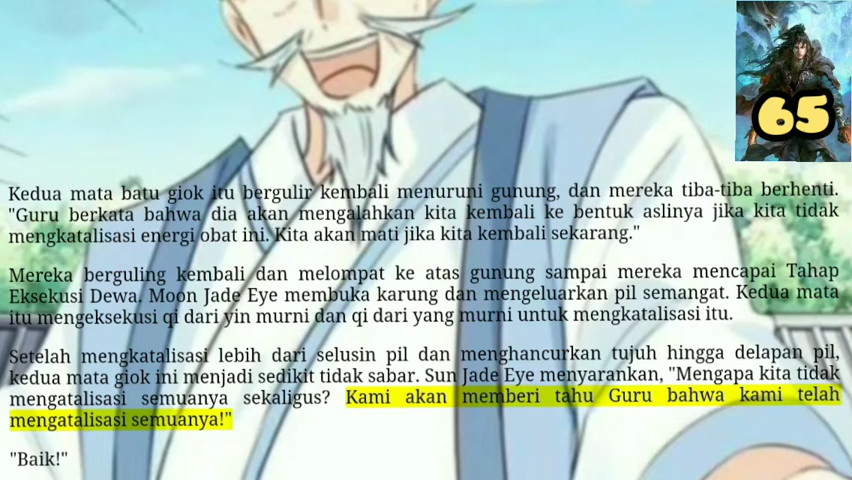 65
Kedua mata batu giok itu bergulir kembali menuruni gunung, dan mereka tiba-tiba berhenti.
"Guru berkata bahwa dia akan mengalahkan kita kembali ke bentuk aslinya jika kita tidak
mengkatalisasi energi obat ini. Kita akan mati jika kita kembali sekarang."
Mereka berguling kembali dan melompat ke atas gunung sampai mereka mencapai Tahap
Eksekusi Dewa. Moon Jade Eye membuka karung dan mengeluarkan pil semangat. Kedua mata
itu mengeksekusi qi dari yin murni dan qi dari yang murni untuk mengkatalisasi itu.
Setelah mengkatalisasi lebih dari selusin pil dan menghancurkan tujuh hingga delapan pil,
kedua mata giok ini menjadi sedikit tidak sabar. Sun Jade Eye menyarankan, "Mengapa kita tidak
mengatalisasi semuanya sekaligus? Kami akan memberi tahu Guru bahwa kami telah
mengatalisasi semuanya!"
"Baik!"